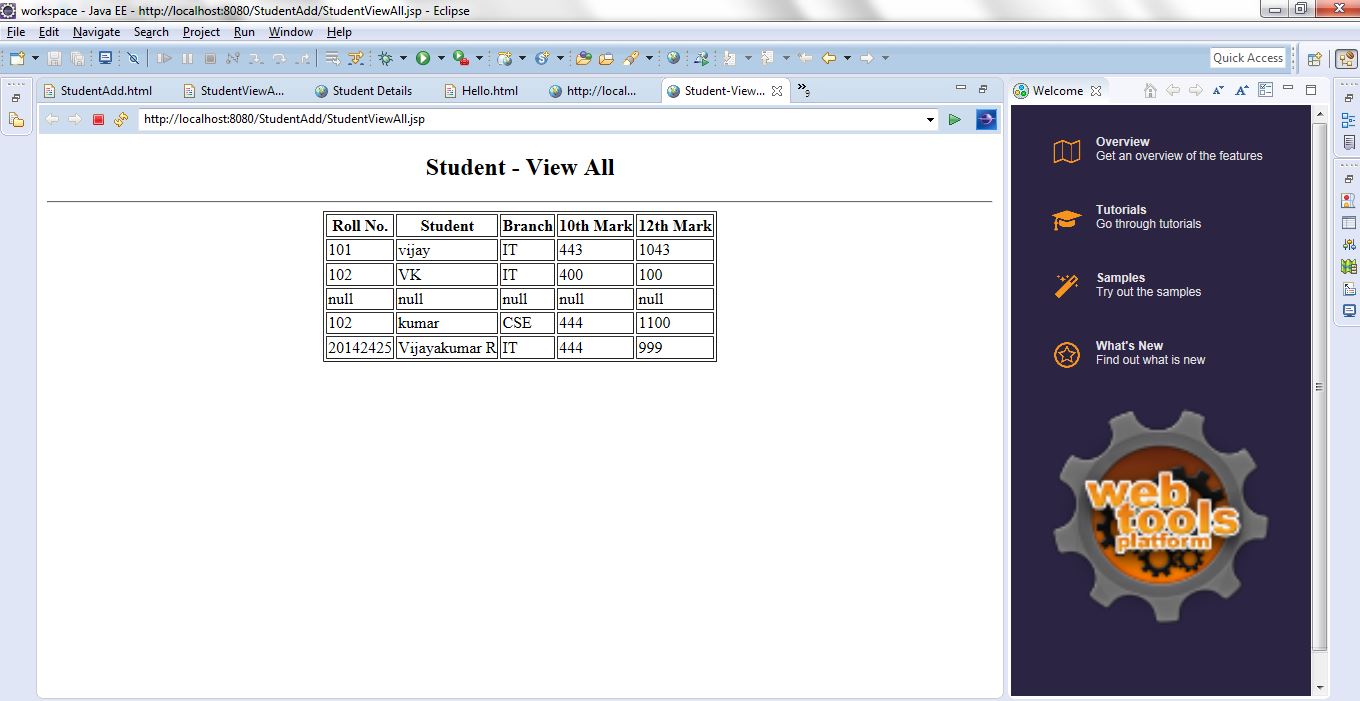 workspace - Java EE - http://localhost:8080/StudentAdd/StudentViewAll.jsp - Eclipse
File Edit Navigate Search Project Run Window Help
Quick Access
StudentAdd.html StudentViewA... Student Details Hello.html http://local... Student-View... »9
Welcome
http://localhost:8080/StudentAdd/StudentViewAll.jsp
Student - View All
Roll No. Student Branch 10th Mark 12th Mark
101 vijay IT 443 1043
102 VK IT 400 100
null null null null null
102 kumar CSE 444 1100
20142425 Vijayakumar R IT 444 999
Overview
Get an overview of the features
Tutorials
Go through tutorials
Samples
Try out the samples
What's New
Find out what is new
web
tools
platform